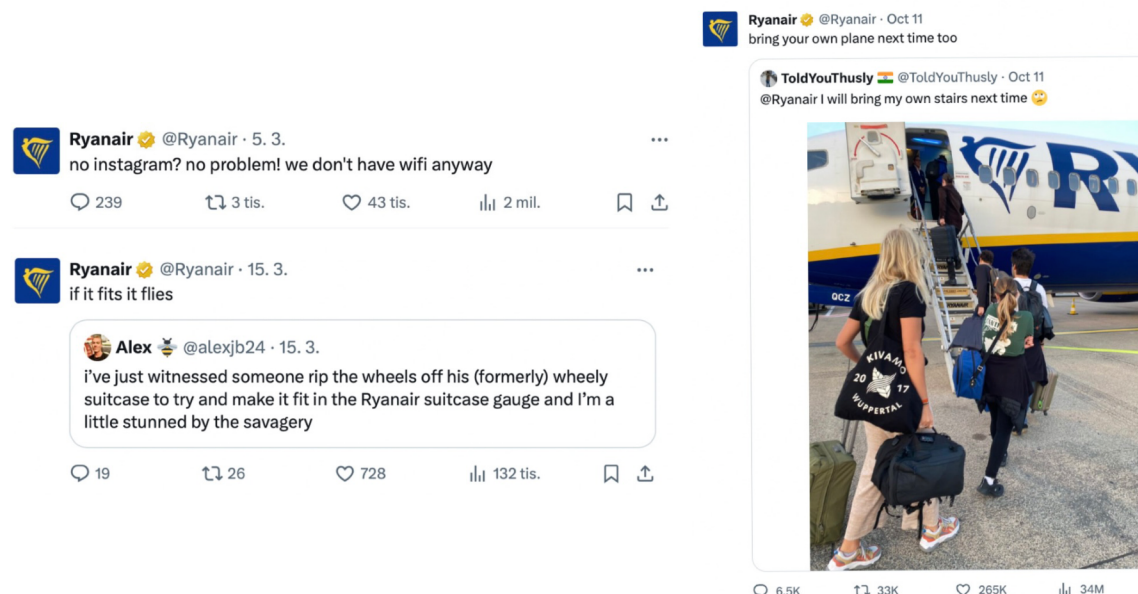 Ryanair @Ryanair · 5. 3.
no instagram? no problem! we don't have wifi anyway
239 3 tis. 43 tis. 2 mil.
Ryanair @Ryanair · 15. 3.
if it fits it flies
Alex 🐝 @alexjb24 · 15. 3.
i've just witnessed someone rip the wheels off his (formerly) wheely
suitcase to try and make it fit in the Ryanair suitcase gauge and I'm a
little stunned by the savagery
19 26 728 132 tis.
Ryanair @Ryanair · Oct 11
bring your own plane next time too
ToldYouThusly 🇮🇳 @ToldYouThusly · Oct 11
@Ryanair I will bring my own stairs next time 🙄
RY
QCZ
KIVAMO
20 17
WUPPERTAL
6.5K 33K 265K 34M